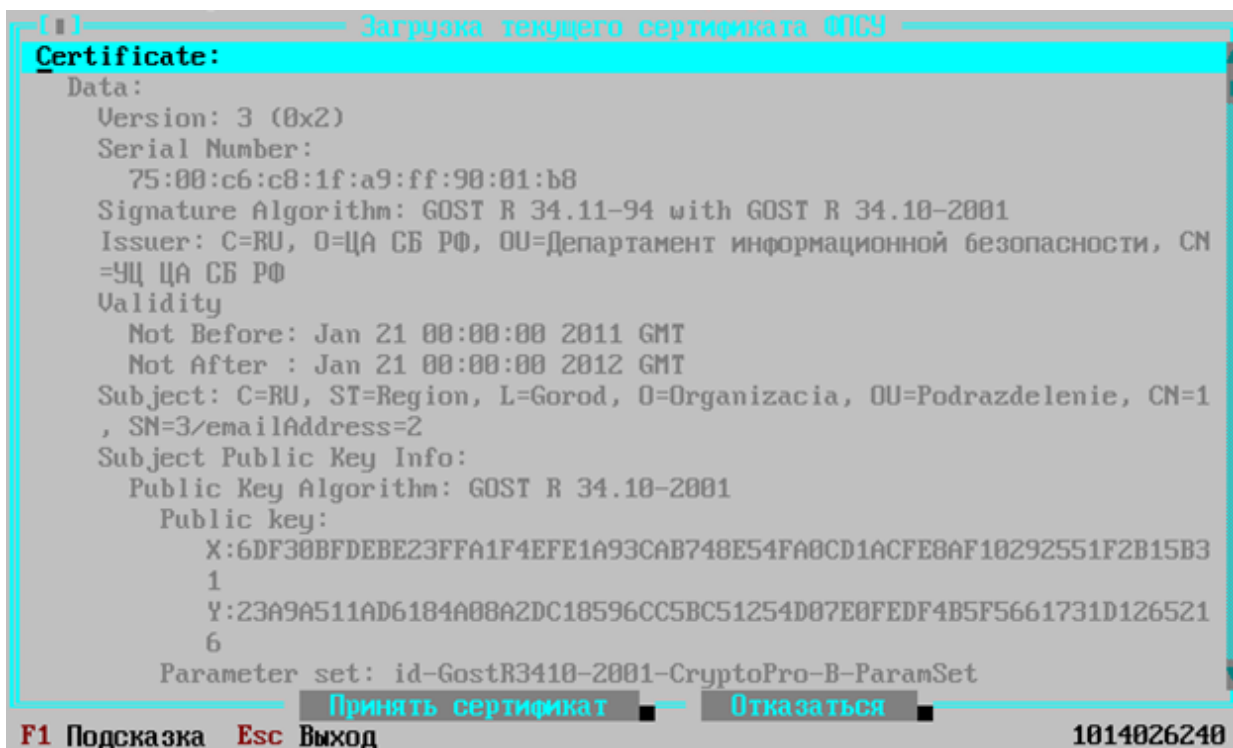 [ ] Загрузка текущего сертификата ФПСУ
Certificate:
Data:
Version: 3 (0x2)
Serial Number:
75:00:c6:c8:1f:a9:ff:90:01:b8
Signature Algorithm: GOST R 34.11-94 with GOST R 34.10-2001
Issuer: C=RU, O=ЦА СБ РФ, OU=Департамент информационной безопасности, CN
=УЦ ЦА СБ РФ
Validity
Not Before: Jan 21 00:00:00 2011 GMT
Not After : Jan 21 00:00:00 2012 GMT
Subject: C=RU, ST=Region, L=Gorod, O=Organizacia, OU=Podrazdelenie, CN=1
, SN=3/emailAddress=2
Subject Public Key Info:
Public Key Algorithm: GOST R 34.10-2001
Public key:
X:6DF30BFDEBE23FFA1F4EFE1A93CAB748E54FA0CD1ACFE8AF10292551F2B15B3
1
Y:23A9A511AD6184A08A2DC18596CC5BC51254D07E0FEDF4B5F5661731D126521
6
Parameter set: id-GostR3410-2001-CryptoPro-B-ParamSet
Принять сертификат Отказаться
F1 Подсказка Esc Выход 1014026240